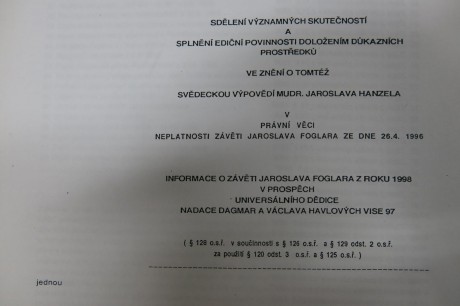 SDĚLENÍ VÝZNAMNÝCH SKUTEČNOSTÍ
A
SPLNĚNÍ EDIČNÍ POVINNOSTI DOLOŽENÍM DŮKAZNÍCH
PROSTŘEDKŮ
VE ZNĚNÍ O TOMTÉŽ
SVĚDECKOU VÝPOVĚDÍ MUDR. JAROSLAVA HANZELA
V
PRÁVNÍ VĚCI
NEPLATNOSTI ZÁVĚTI JAROSLAVA FOGLARA ZE DNE 26.4. 1996
INFORMACE O ZÁVĚTI JAROSLAVA FOGLARA Z ROKU 1998
V PROSPĚCH
UNIVERSÁLNÍHO DĚDICE
NADACE DAGMAR A VÁCLAVA HAVLOVÝCH VISE 97
( § 128 o.s.ř. v součinnosti s § 126 o.s.ř. a § 129 odst. 2 o.s.ř.
za použití § 120 odst. 3 o.s.ř. a § 125 o.s.ř. )
jednou